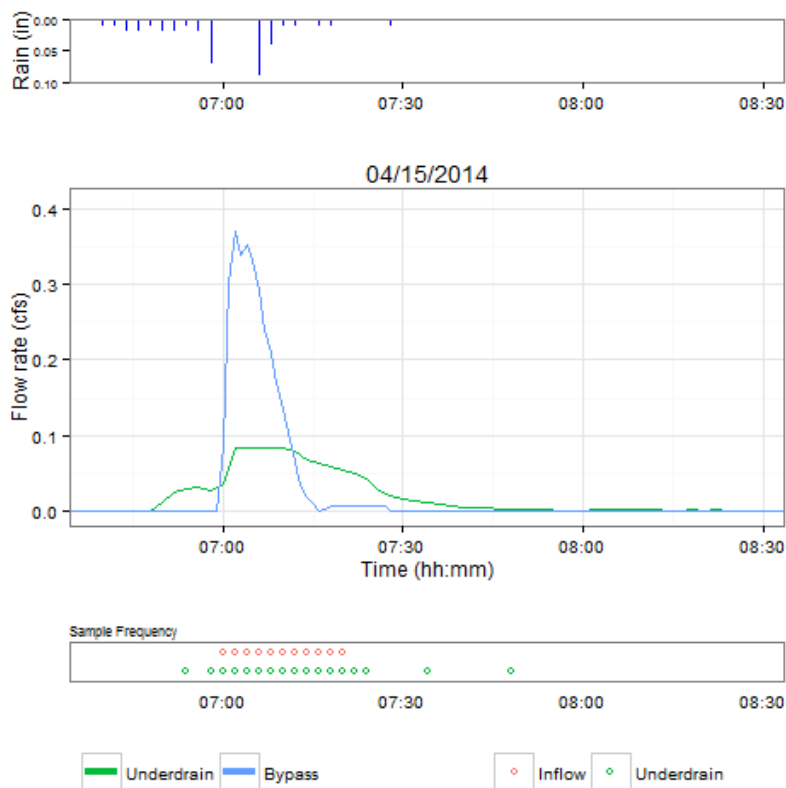 Rain (in)
0.00
0.05
0.10
07:00 07:30 08:00 08:30
04/15/2014
Flow rate (cfs)
0.4
0.3
0.2
0.1
0.0
07:00 07:30 08:00 08:30
Time (hh:mm)
Sample Frequency
07:00 07:30 08:00 08:30
Underdrain Bypass Inflow Underdrain